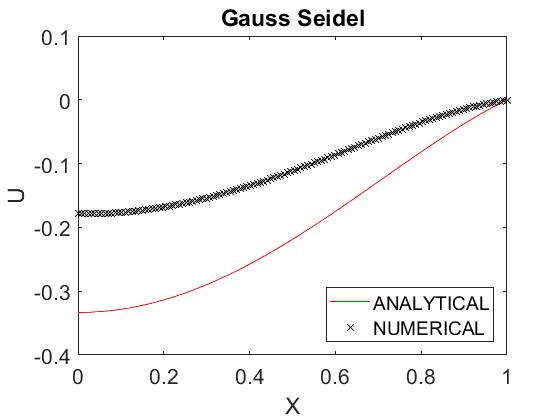 Gauss Seidel
0.1
0
-0.1
-0.2
-0.3
-0.4
U
ANALYTICAL
NUMERICAL
0 0.2 0.4 0.6 0.8 1
X